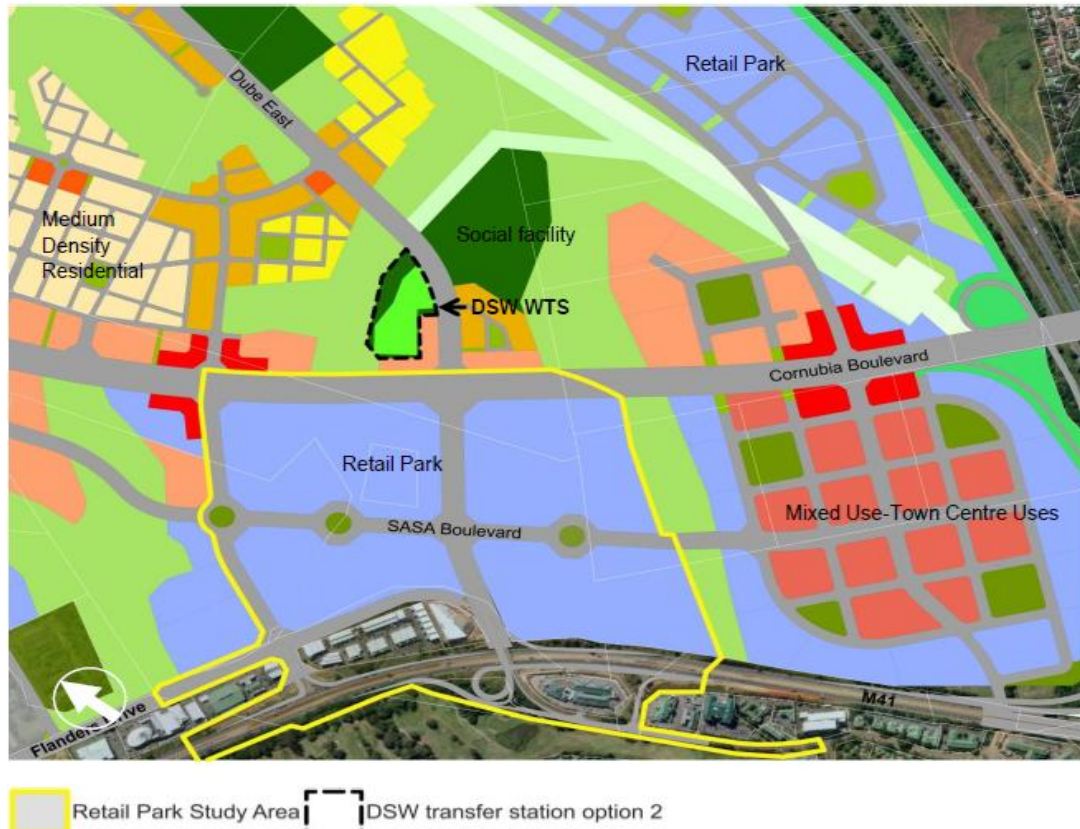 Retail Park
Dube East
Medium
Density
Residential
Social facility
DSW WTS
Cornubia Boulevard
Retail Park
SASA Boulevard
Mixed Use-Town Centre Uses
M41
Flanders Drive
Retail Park Study Area
DSW transfer station option 2